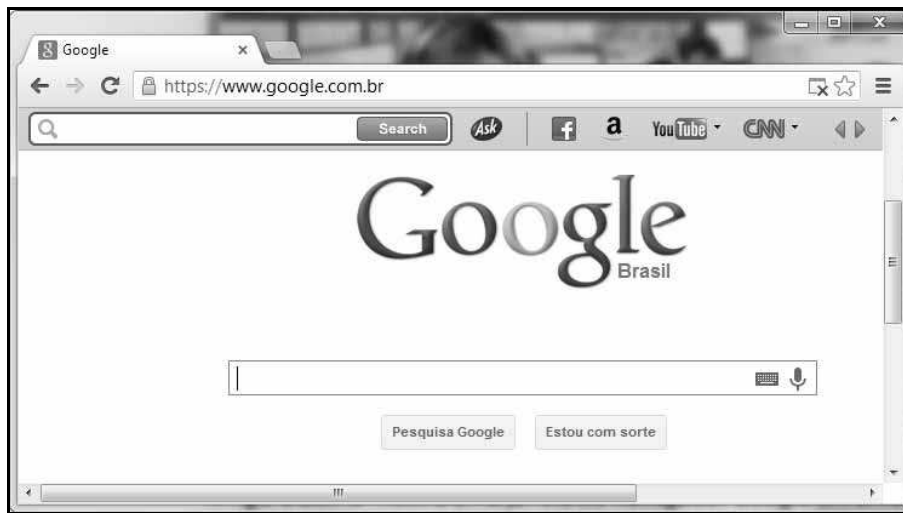 Google
https://www.google.com.br
Search Ask f a YouTube CNN
Google
Brasil
Pesquisa Google Estou com sorte